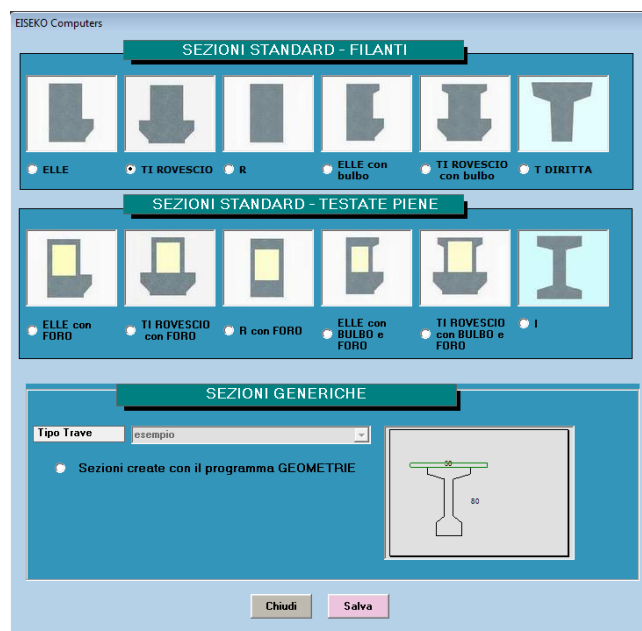 EISEKO Computers
SEZIONI STANDARD - FILANTI
ELLE
TI ROVESCIO
R
ELLE con
bulbo
TI ROVESCIO
con bulbo
T DIRITTA
SEZIONI STANDARD - TESTATE PIENE
ELLE con
FORO
TI ROVESCIO
con FORO
R con FORO
ELLE con
BULBO e
FORO
TI ROVESCIO
con BULBO e
FORO
I
SEZIONI GENERICHE
Tipo Trave
esempio
Sezioni create con il programma GEOMETRIE
80
Chiudi
Salva